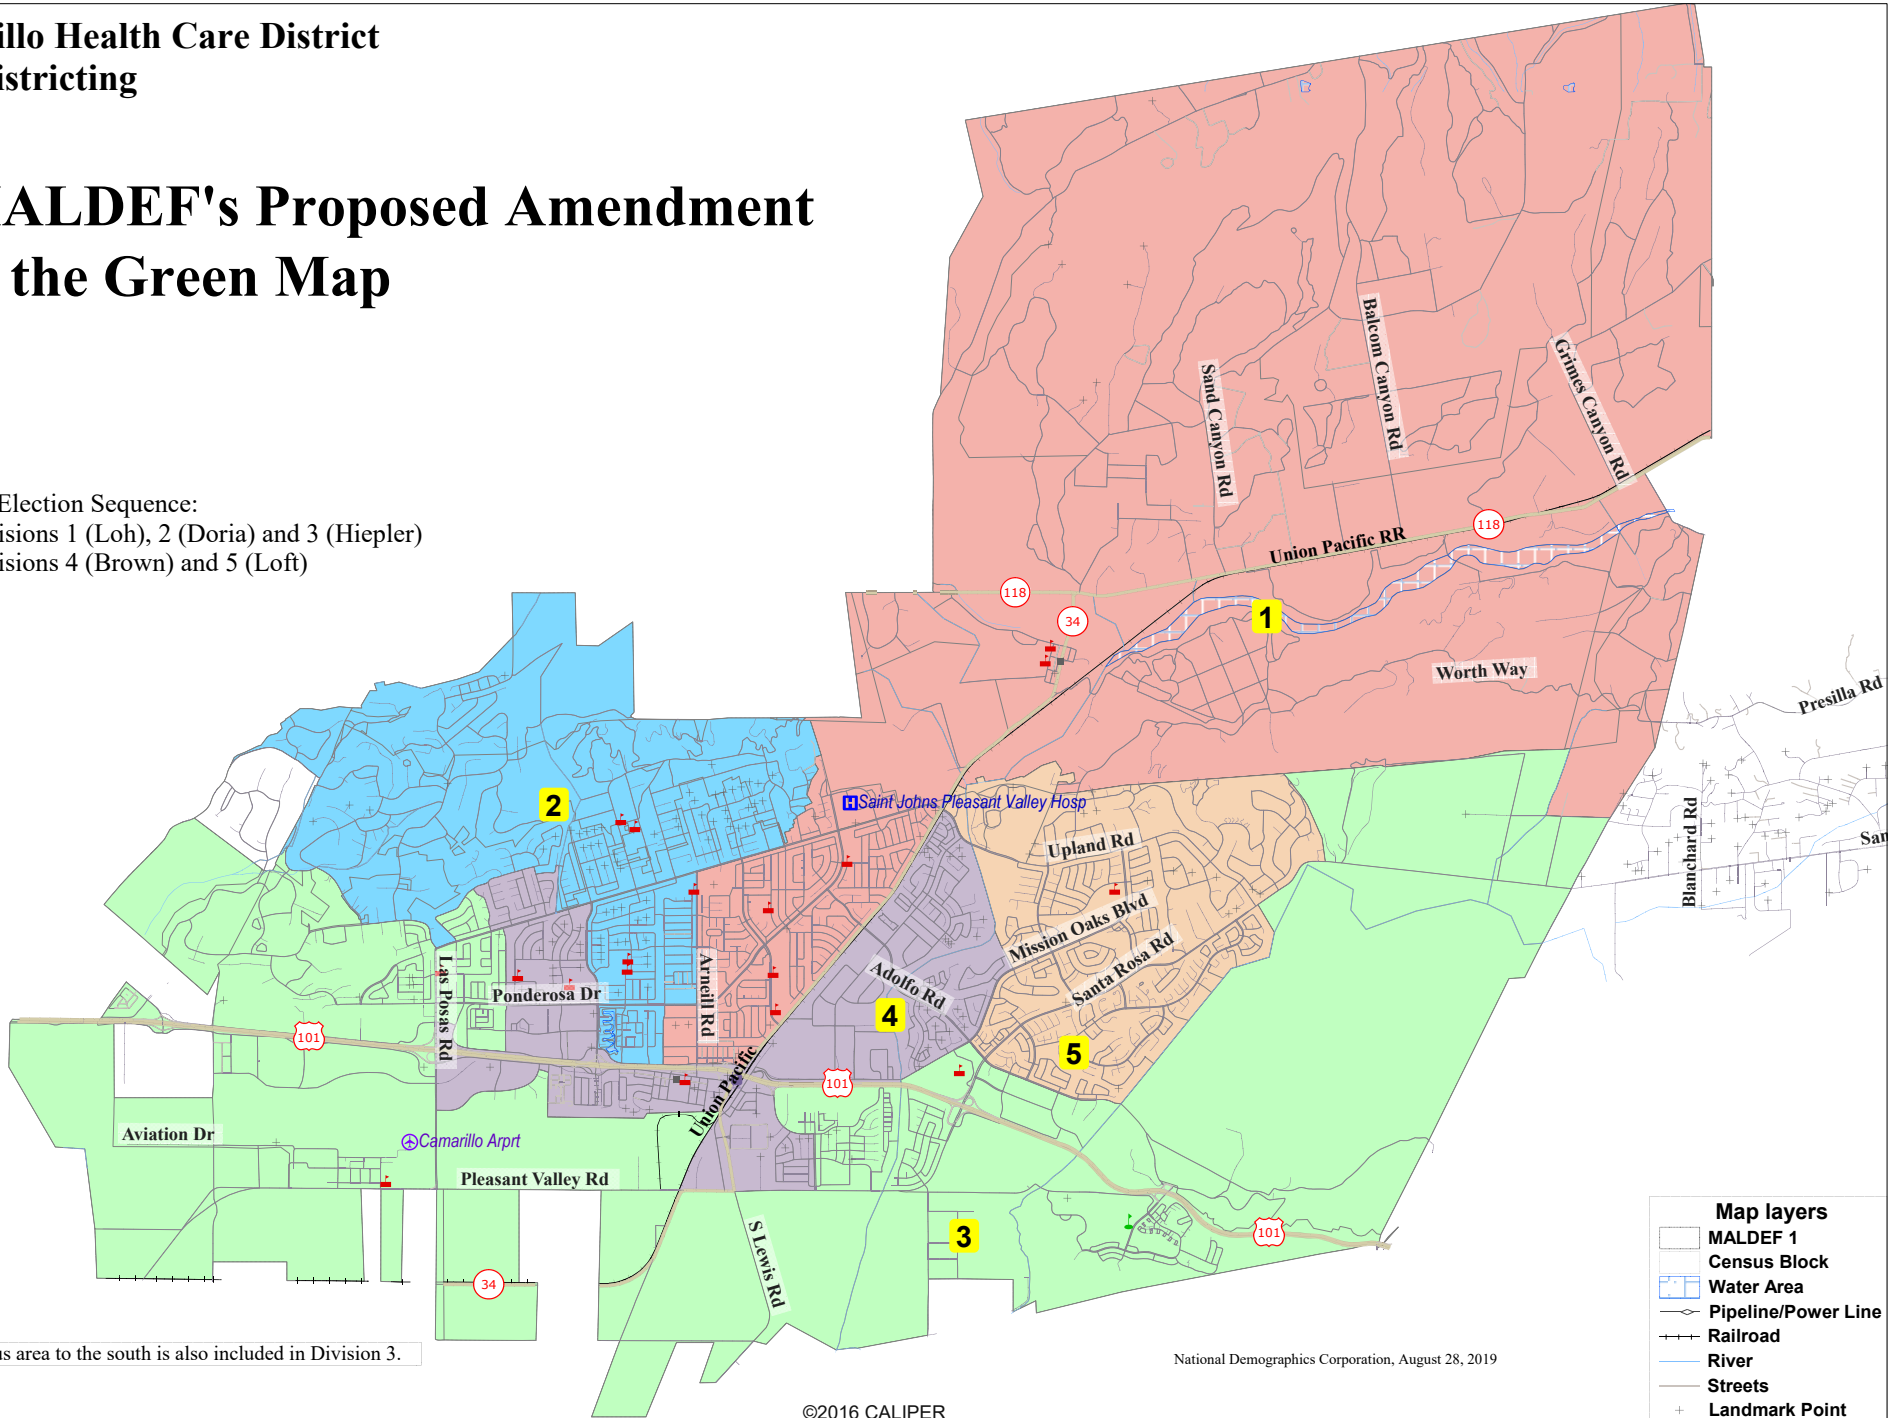 illo Health Care District
istricting
IALDEF's Proposed Amendment
the Green Map
Election Sequence:
isions 1 (Loh), 2 (Doria) and 3 (Hiepler)
isions 4 (Brown) and 5 (Loft)
Sand Canyon Rd
Balcom Canyon Rd
Grimes Canyon Rd
118
Union Pacific RR
118
34
1
Worth Way
Presilla Rd
2
Saint Johns Pleasant Valley Hosp
H
Upland Rd
Blanchard Rd
San
Mission Oaks Blvd
Santa Rosa Rd
Las Posas Rd
Ponderosa Dr
Arneill Rd
Adolfo Rd
4
5
101
101
Union Pacific
Aviation Dr
Camarillo Arprt
Pleasant Valley Rd
S Lewis Rd
3
101
34
us area to the south is also included in Division 3.
National Demographics Corporation, August 28, 2019
©2016 CALIPER
Map layers
MALDEF 1
Census Block
Water Area
Pipeline/Power Line
Railroad
River
Streets
Landmark Point